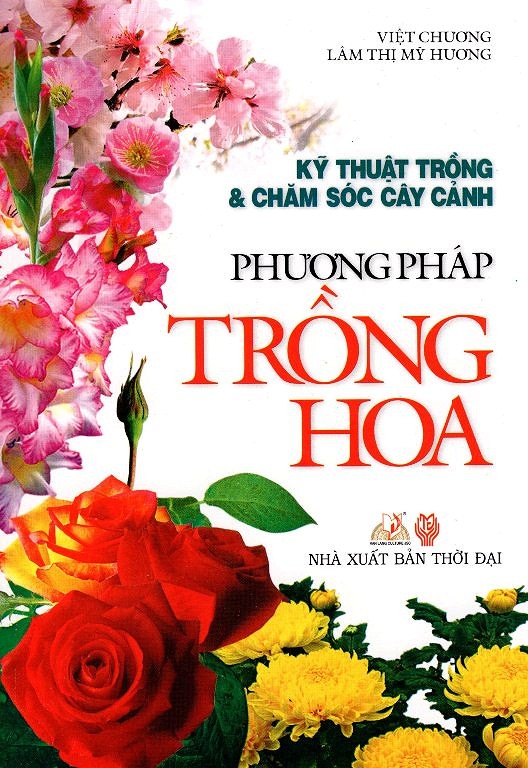 VIỆT CHƯƠNG
LÂM THỊ MỸ HƯƠNG
KỸ THUẬT TRỒNG
& CHĂM SÓC CÂY CẢNH
PHƯƠNG PHÁP
TRỒNG
HOA
NHÀ XUẤT BẢN THỜI ĐẠI